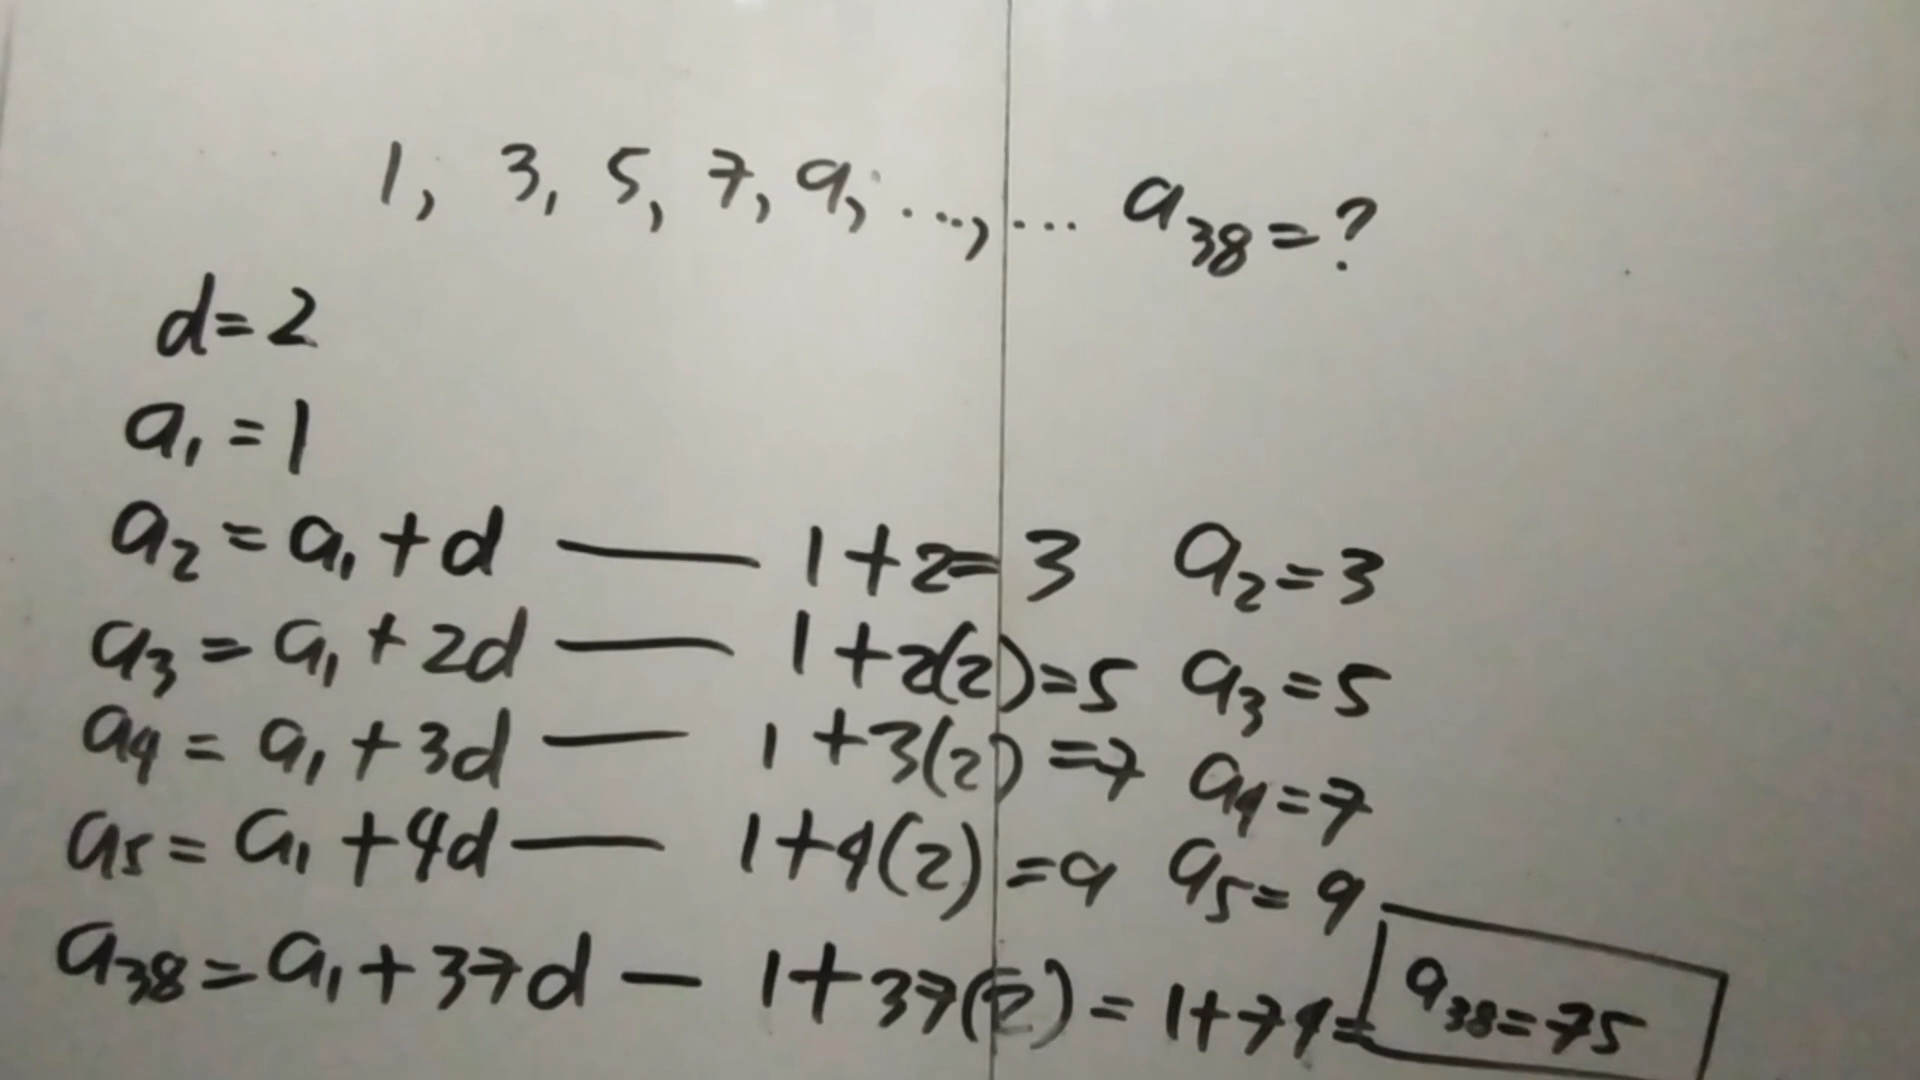 1, 3, 5, 7, 9, ..., ... a₃₈=?
d=2
a₁=1
a₂=a₁+d — 1+2=3 a₂=3
a₃=a₁+2d — 1+2(2)=5 a₃=5
a₄=a₁+3d — 1+3(2)=7 a₄=7
a₅=a₁+4d — 1+4(2)=9 a₅=9
a₃₈=a₁+37d — 1+37(2)=1+74= a₃₈=75